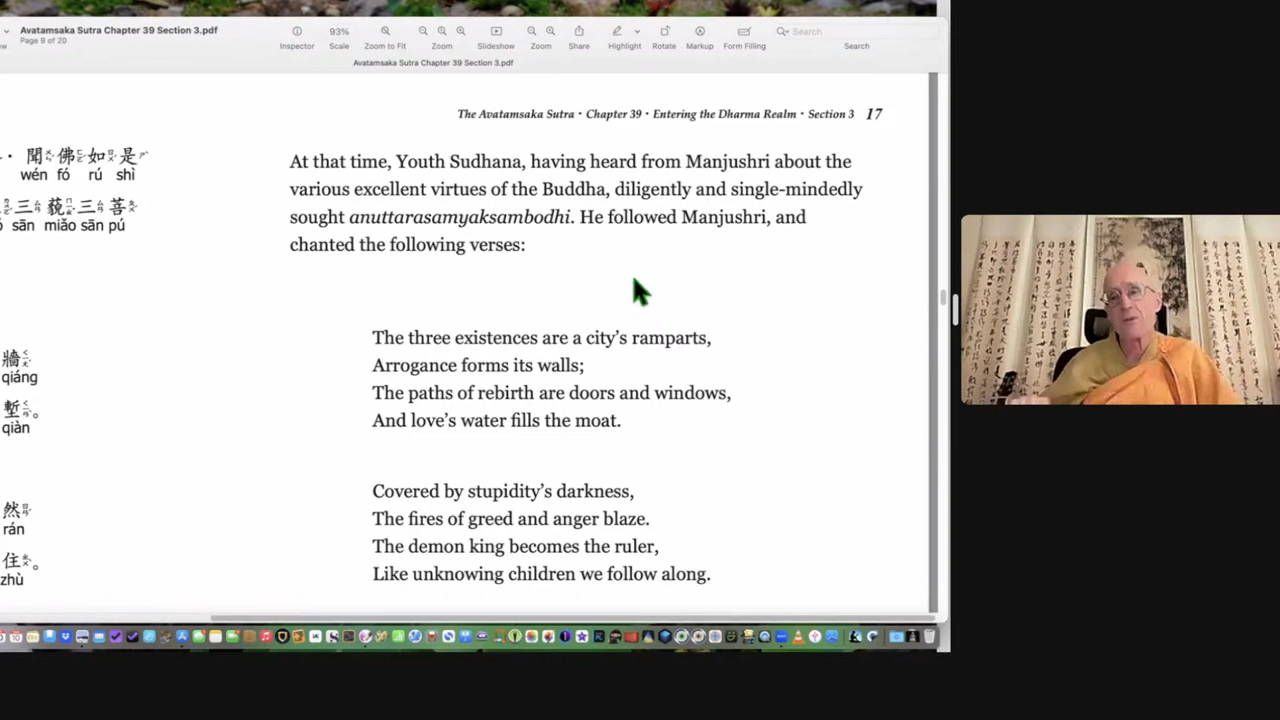 Avatamsaka Sutra Chapter 39 Section 3.pdf
Page 9 of 20
93%
Search
Inspector
Scale
Zoom to Fit
Zoom
Slideshow
Zoom
Share
Highlight
Rotate
Markup
Form Filling
Search
Avatamsaka Sutra Chapter 39 Section 3.pdf
The Avatamsaka Sutra · Chapter 39 · Entering the Dharma Realm · Section 3 17
聞佛如是
wén fó rú shì
三藐三菩
sān miǎo sān pú
牆
qiáng
塹。
qiàn
然
rán
住。
zhù
At that time, Youth Sudhana, having heard from Manjushri about the
various excellent virtues of the Buddha, diligently and single-mindedly
sought anuttarasamyaksambodhi. He followed Manjushri, and
chanted the following verses:
The three existences are a city's ramparts,
Arrogance forms its walls;
The paths of rebirth are doors and windows,
And love's water fills the moat.
Covered by stupidity's darkness,
The fires of greed and anger blaze.
The demon king becomes the ruler,
Like unknowing children we follow along.